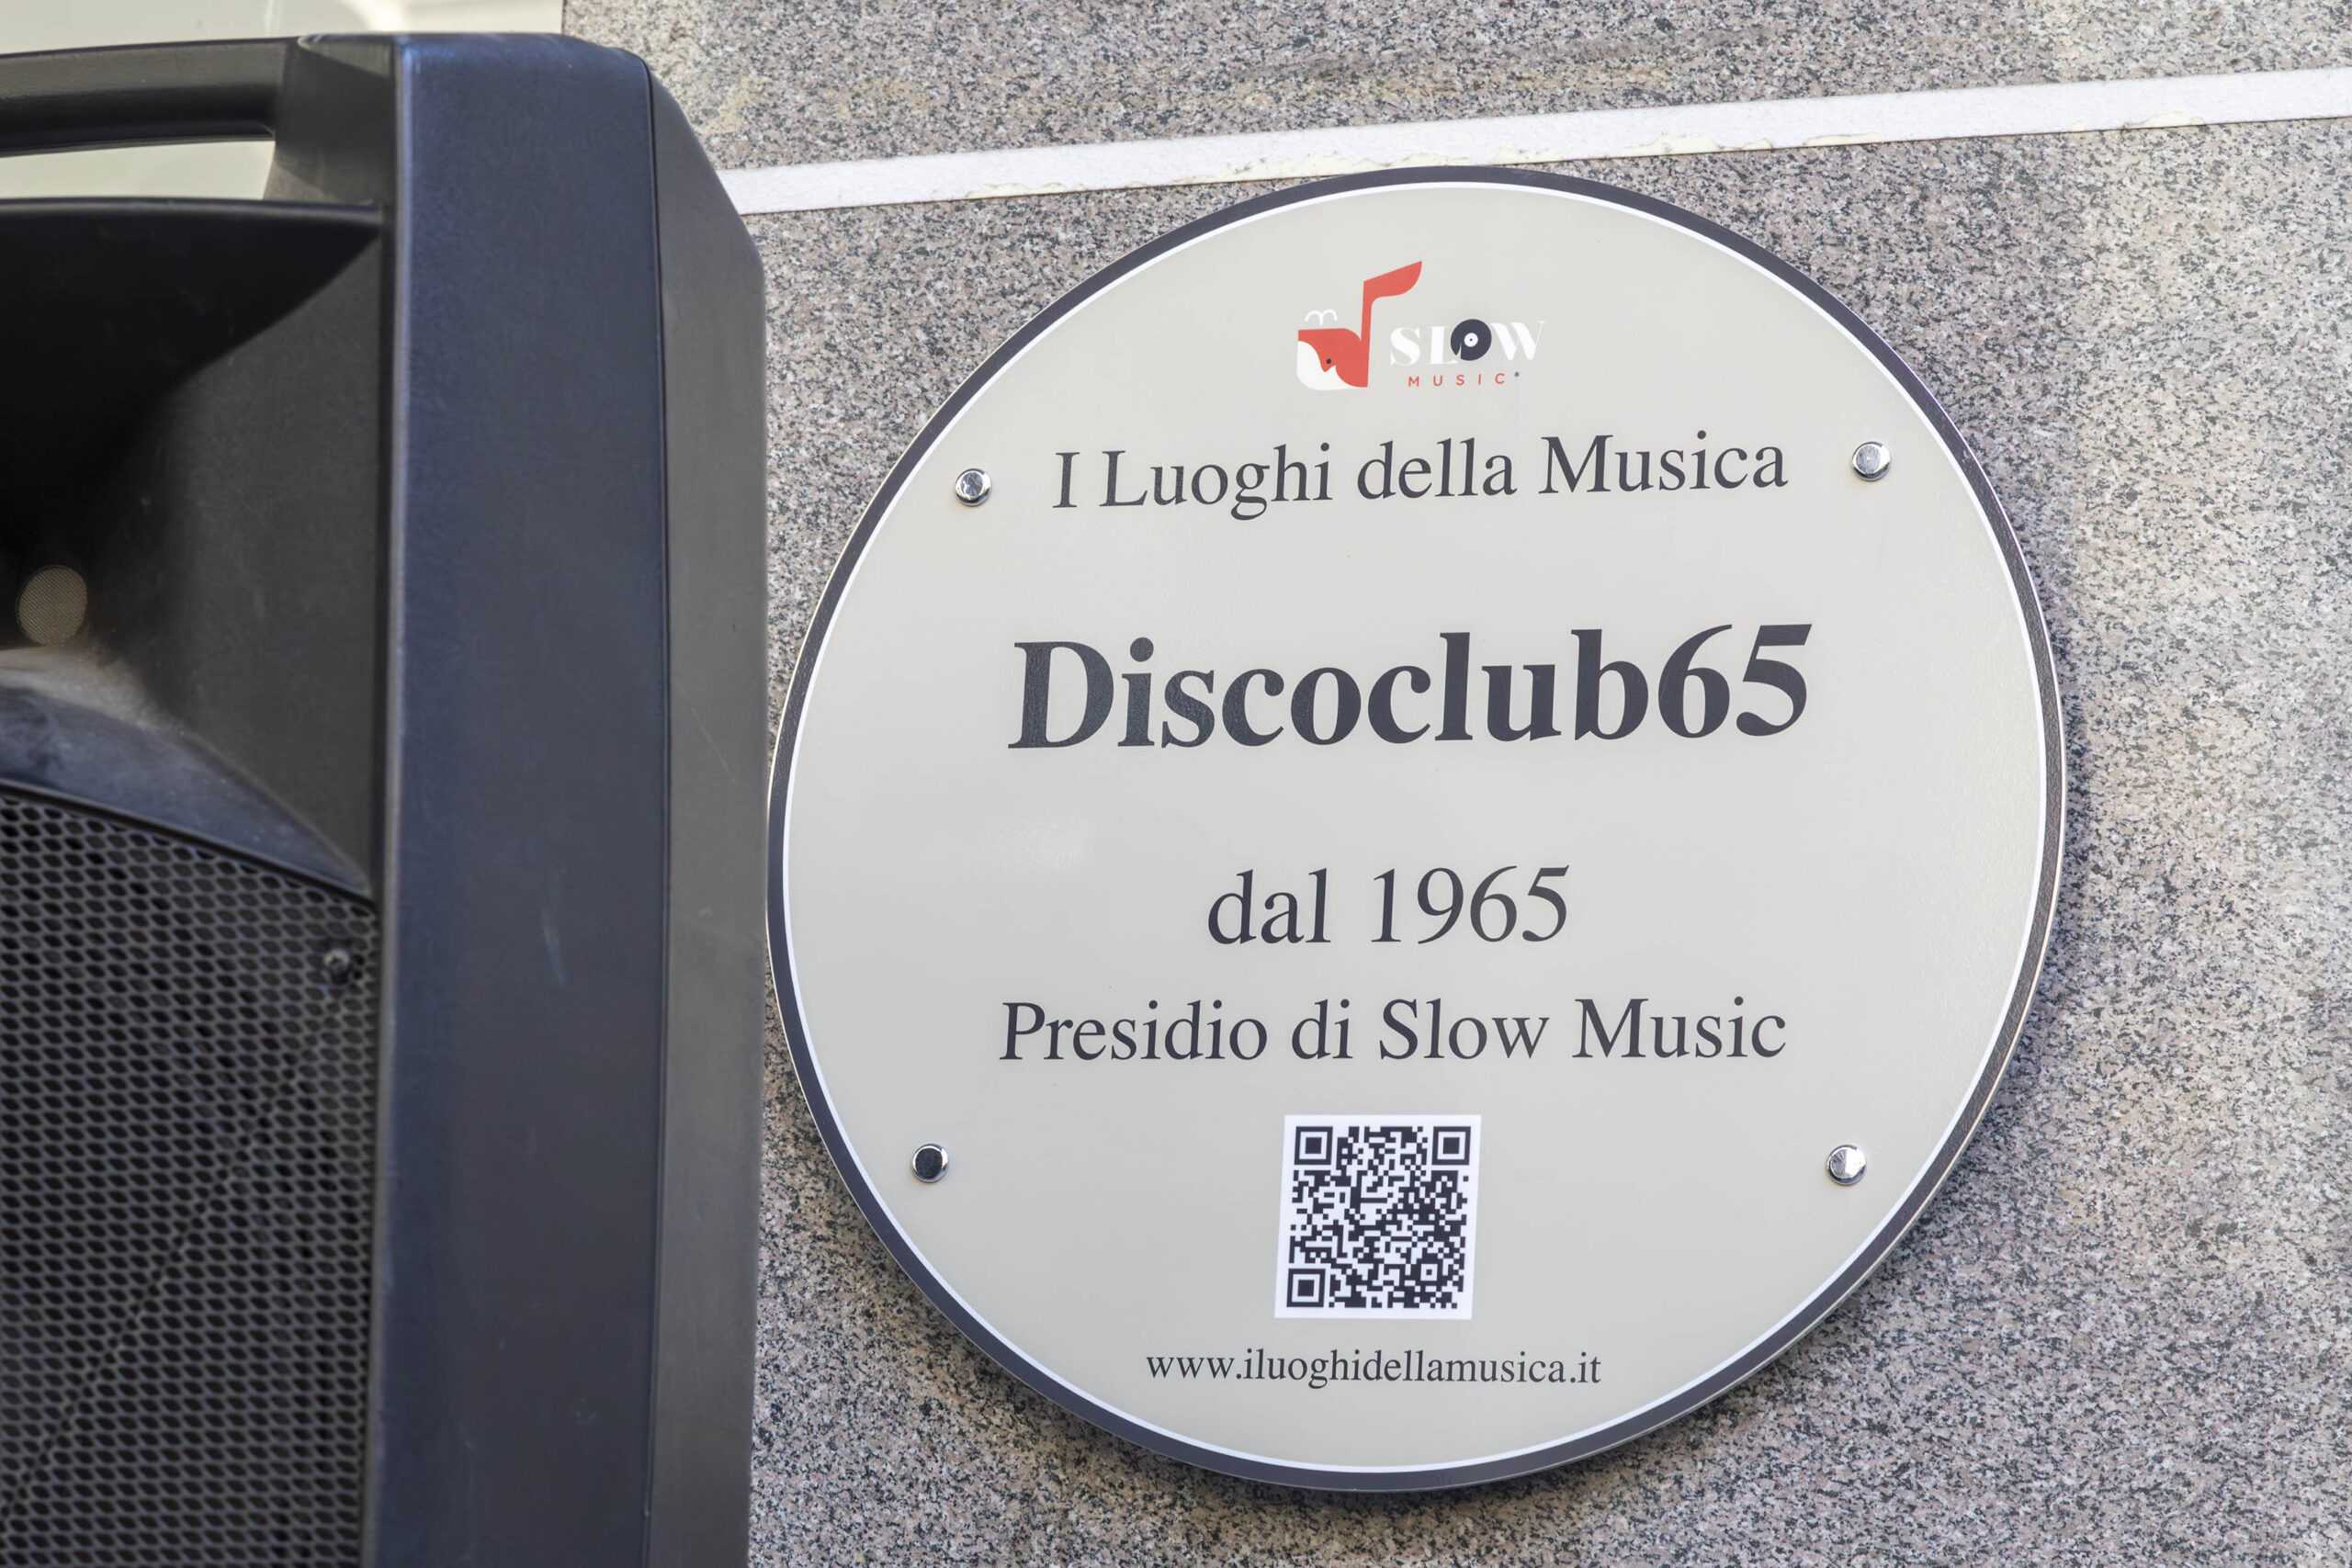 SLOW
MUSIC
I Luoghi della Musica
Discoclub65
dal 1965
Presidio di Slow Music
www.iluoghidellamusica.it